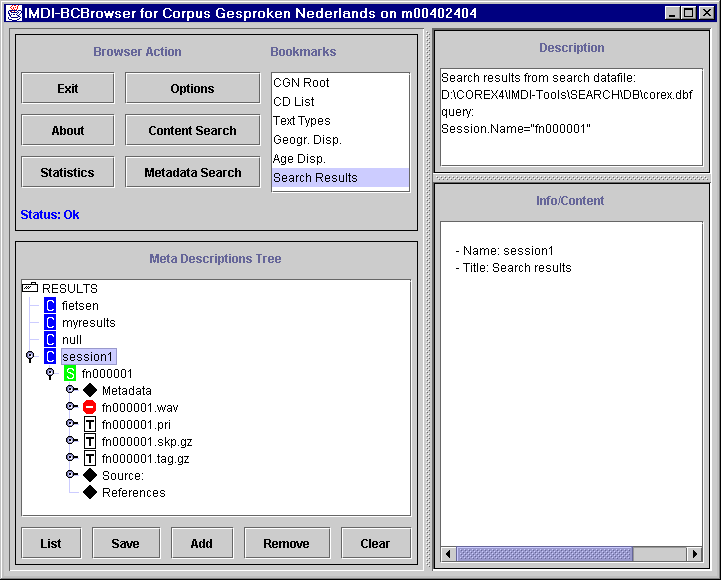 IMDI-BCBrowser for Corpus Gesproken Nederlands on m00402404
Browser Action
Exit
Options
About
Content Search
Statistics
Metadata Search
Status: Ok
Bookmarks
CGN Root
CD List
Text Types
Geogr. Disp.
Age Disp.
Search Results
Description
Search results from search datafile:
D:\COREX4\IMDI-Tools\SEARCH\DB\corex.dbf
query:
Session.Name="fn000001"
Meta Descriptions Tree
RESULTS
C fietsen
C myresults
C null
C session1
S fn000001
Metadata
fn000001.wav
T fn000001.pri
T fn000001.skp.gz
T fn000001.tag.gz
Source:
References
List
Save
Add
Remove
Clear
Info/Content
- Name: session1
- Title: Search results